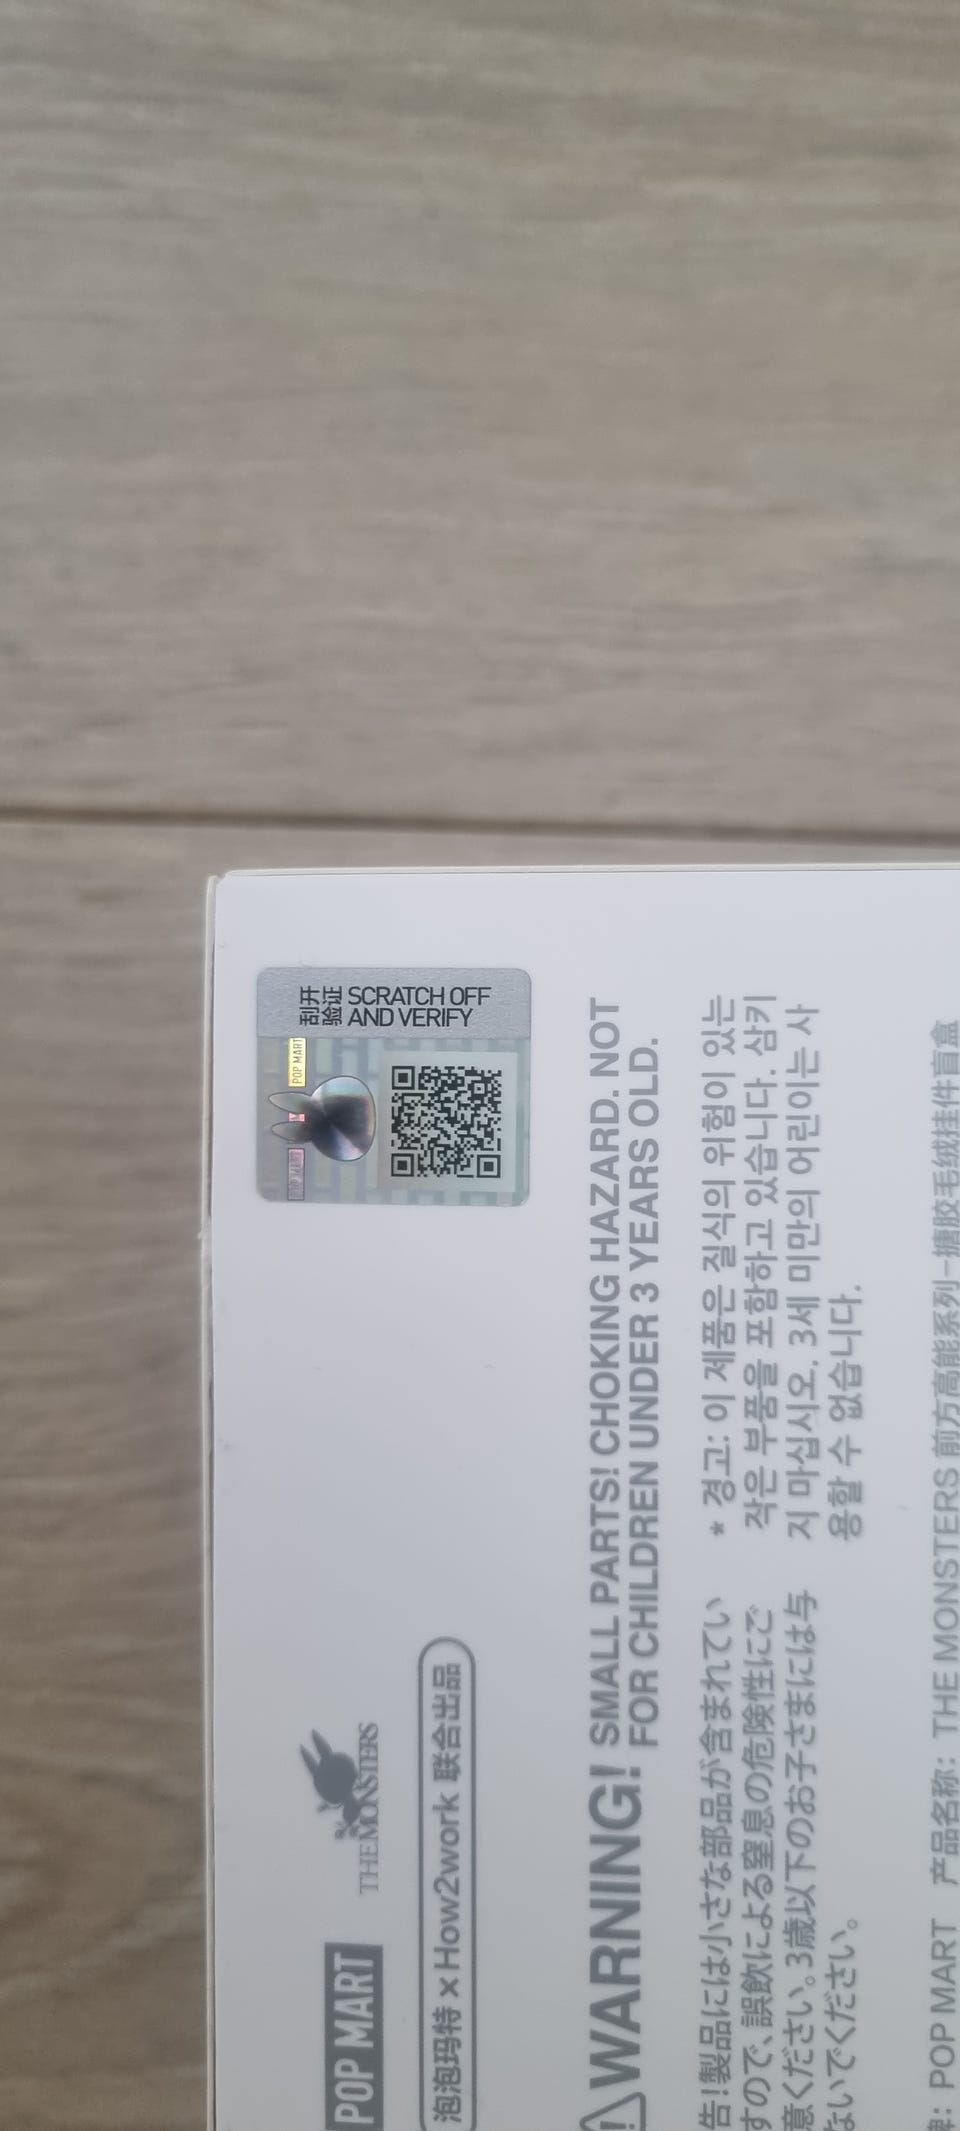 刮开 SCRATCH OFF
验证 AND VERIFY
POP MART
POP MART
POP MART
THE MONSTERS
泡泡玛特 × How2work 联合出品
WARNING! SMALL PARTS! CHOKING HAZARD. NOT
FOR CHILDREN UNDER 3 YEARS OLD.
告!製品には小さな部品が含まれてい
すので、誤飲による窒息の危険性にご
意ください。3歳以下のお子さまには与
ないでください。
* 경고: 이 제품은 질식의 위험이 있는
작은 부품을 포함하고 있습니다. 삼키
지 마십시오. 3세 미만의 어린이는 사
용할 수 없습니다.
牌: POP MART 产品名称: THE MONSTERS 前方高能系列-搪胶毛绒挂件盲盒